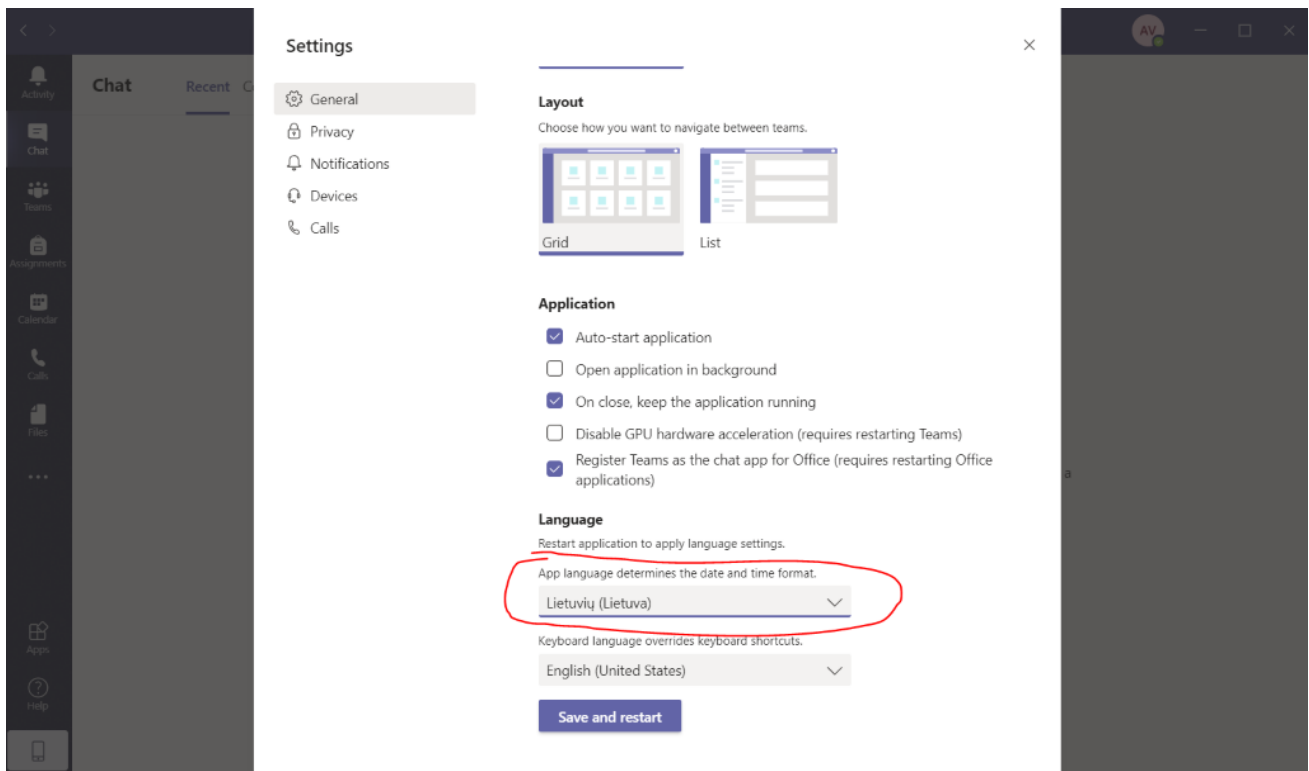 AV
Settings
Activity
Chat
Recent
General
Layout
Privacy
Choose how you want to navigate between teams.
Chat
Notifications
Devices
Teams
Calls
Grid
List
Assignments
Application
Calendar
Auto-start application
Open application in background
Calls
On close, keep the application running
Files
Disable GPU hardware acceleration (requires restarting Teams)
Register Teams as the chat app for Office (requires restarting Office
applications)
Language
Restart application to apply language settings.
App language determines the date and time format.
Lietuvių (Lietuva)
Keyboard language overrides keyboard shortcuts.
Apps
English (United States)
Help
Save and restart